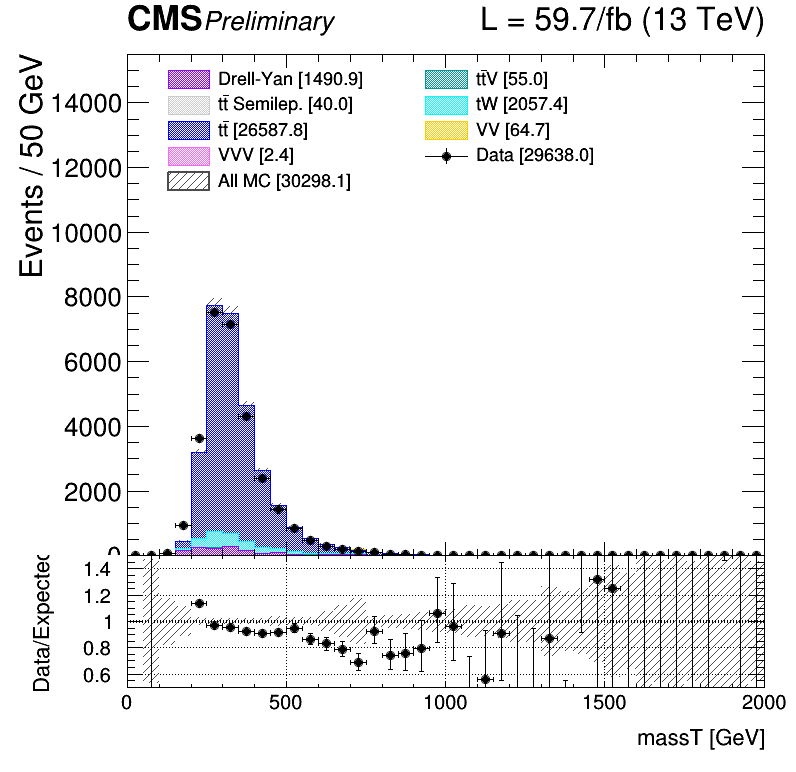 CMS Preliminary L = 59.7/fb (13 TeV)
Events / 50 GeV
Drell-Yan [1490.9]
tt̄ Semilep. [40.0]
tt̄ [26587.8]
VVV [2.4]
All MC [30298.1]
tt̄V [55.0]
tW [2057.4]
VV [64.7]
Data [29638.0]
14000
12000
10000
8000
6000
4000
2000
0
Data/Expected
1.4
1.2
1
0.8
0.6
0 500 1000 1500 2000
massT [GeV]